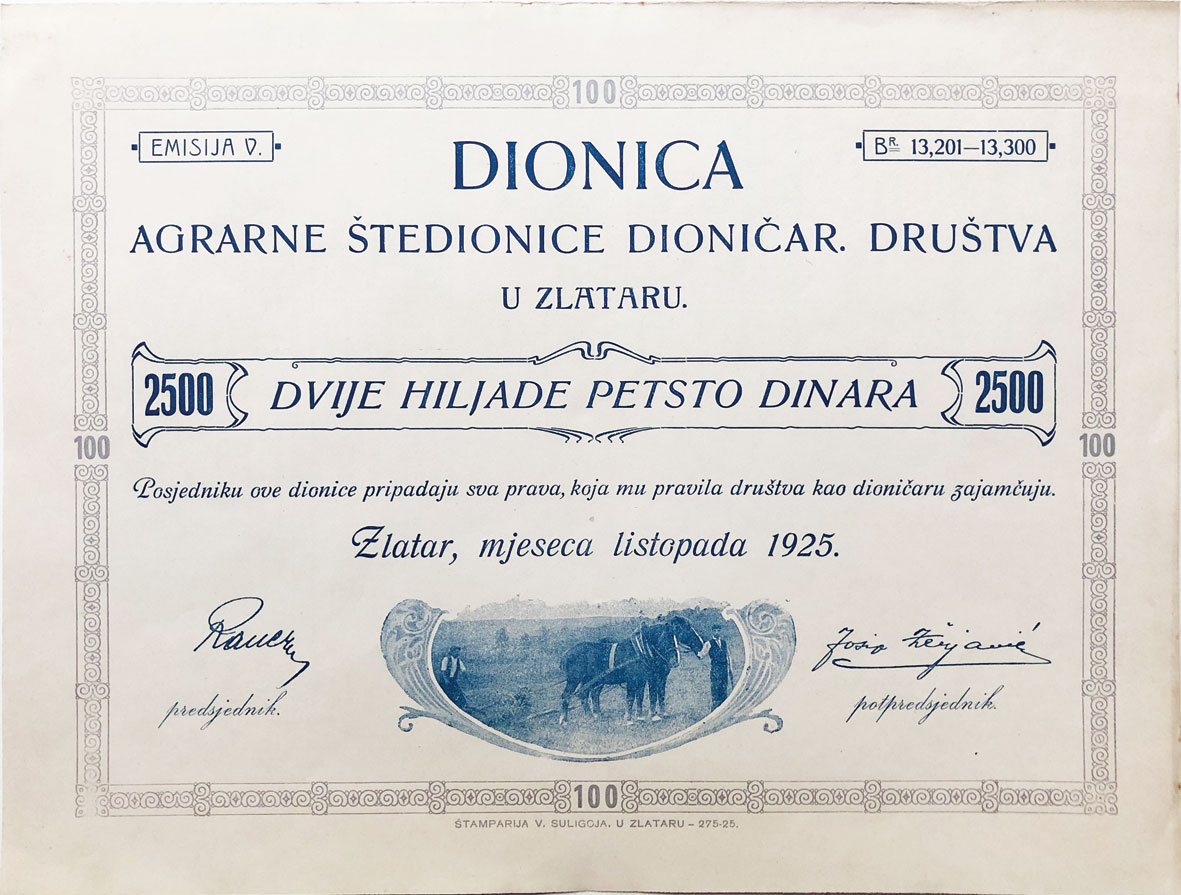 100
EMISIJA V.
BR. 13,201—13,300
DIONICA
AGRARNE ŠTEDIONICE DIONIČAR. DRUŠTVA
U ZLATARU.
2500 DVIJE HILJADE PETSTO DINARA 2500
100 100
Posjedniku ove dionice pripadaju sva prava, koja mu pravila društva kao dioničaru zajamčuju.
Zlatar, mjeseca listopada 1925.
Josip
predsjednik. potpredsjednik.
100
ŠTAMPARIJA V. SULIGOJA. U ZLATARU – 275-25.